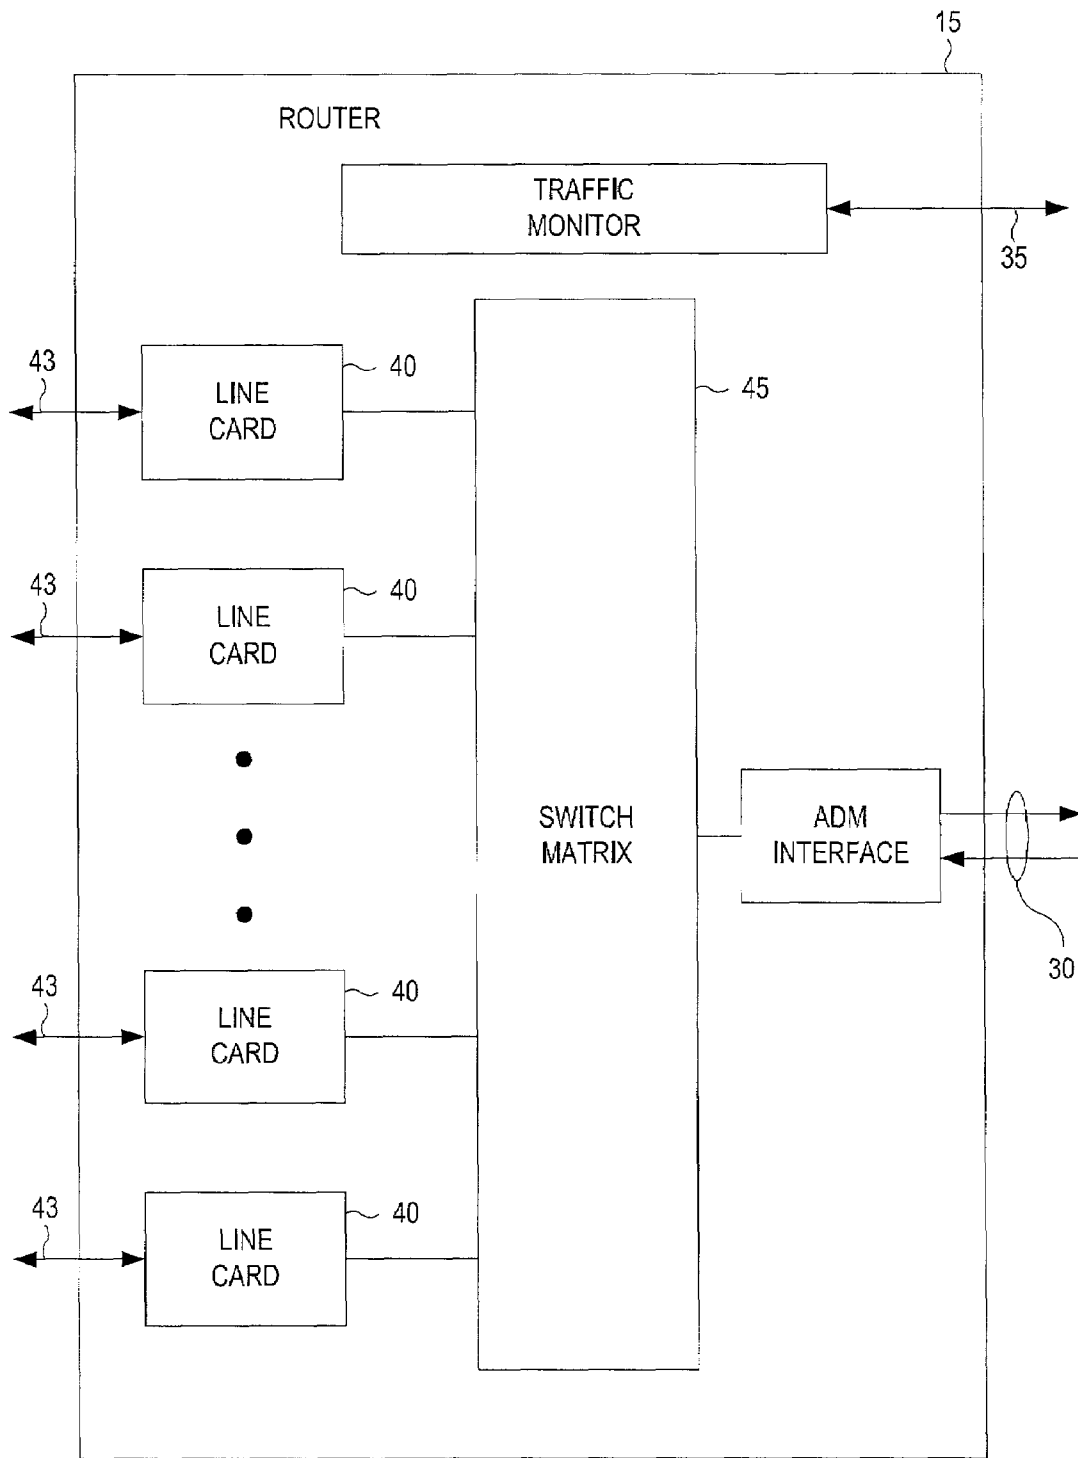 15
ROUTER
TRAFFIC
MONITOR
35
43
LINE
CARD
40
45
43
LINE
CARD
40
SWITCH
MATRIX
ADM
INTERFACE
30
43
LINE
CARD
40
43
LINE
CARD
40